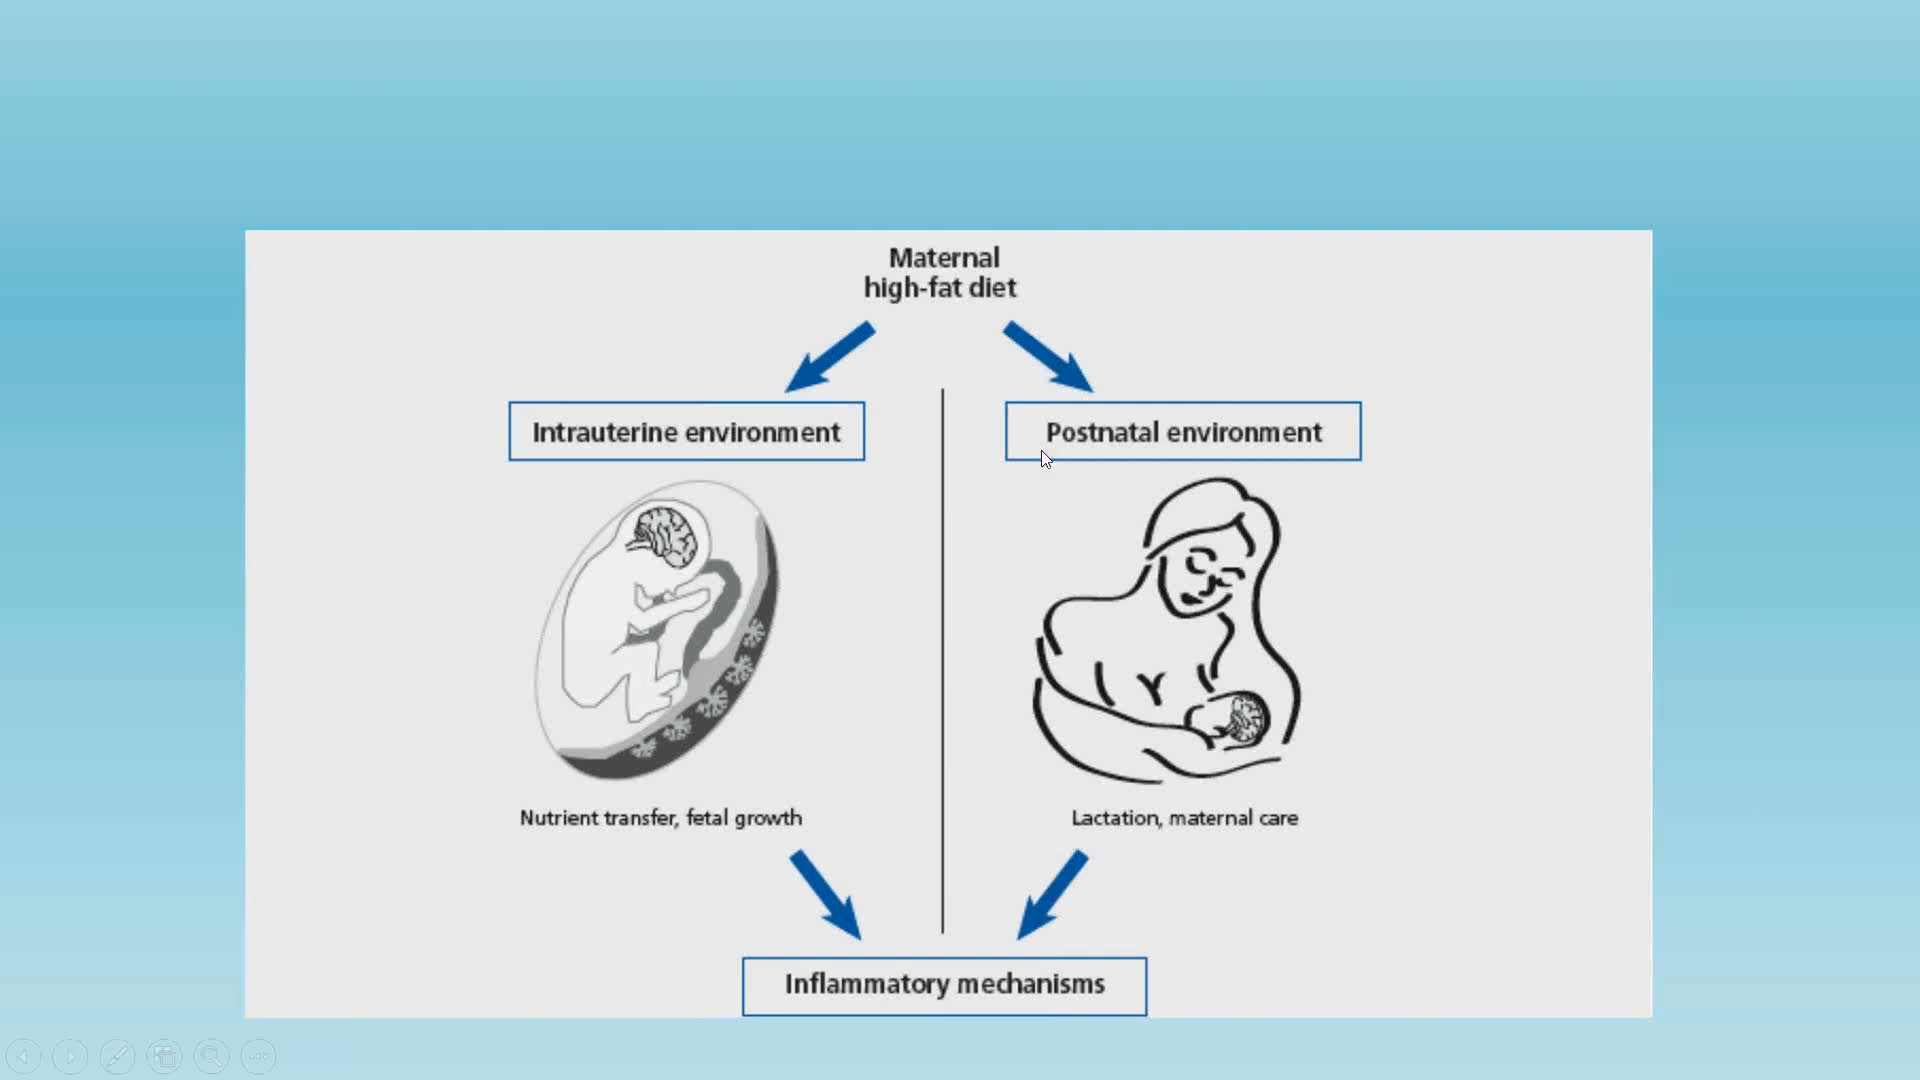 Maternal
high-fat diet
Intrauterine environment
Postnatal environment
Nutrient transfer, fetal growth
Lactation, maternal care
Inflammatory mechanisms